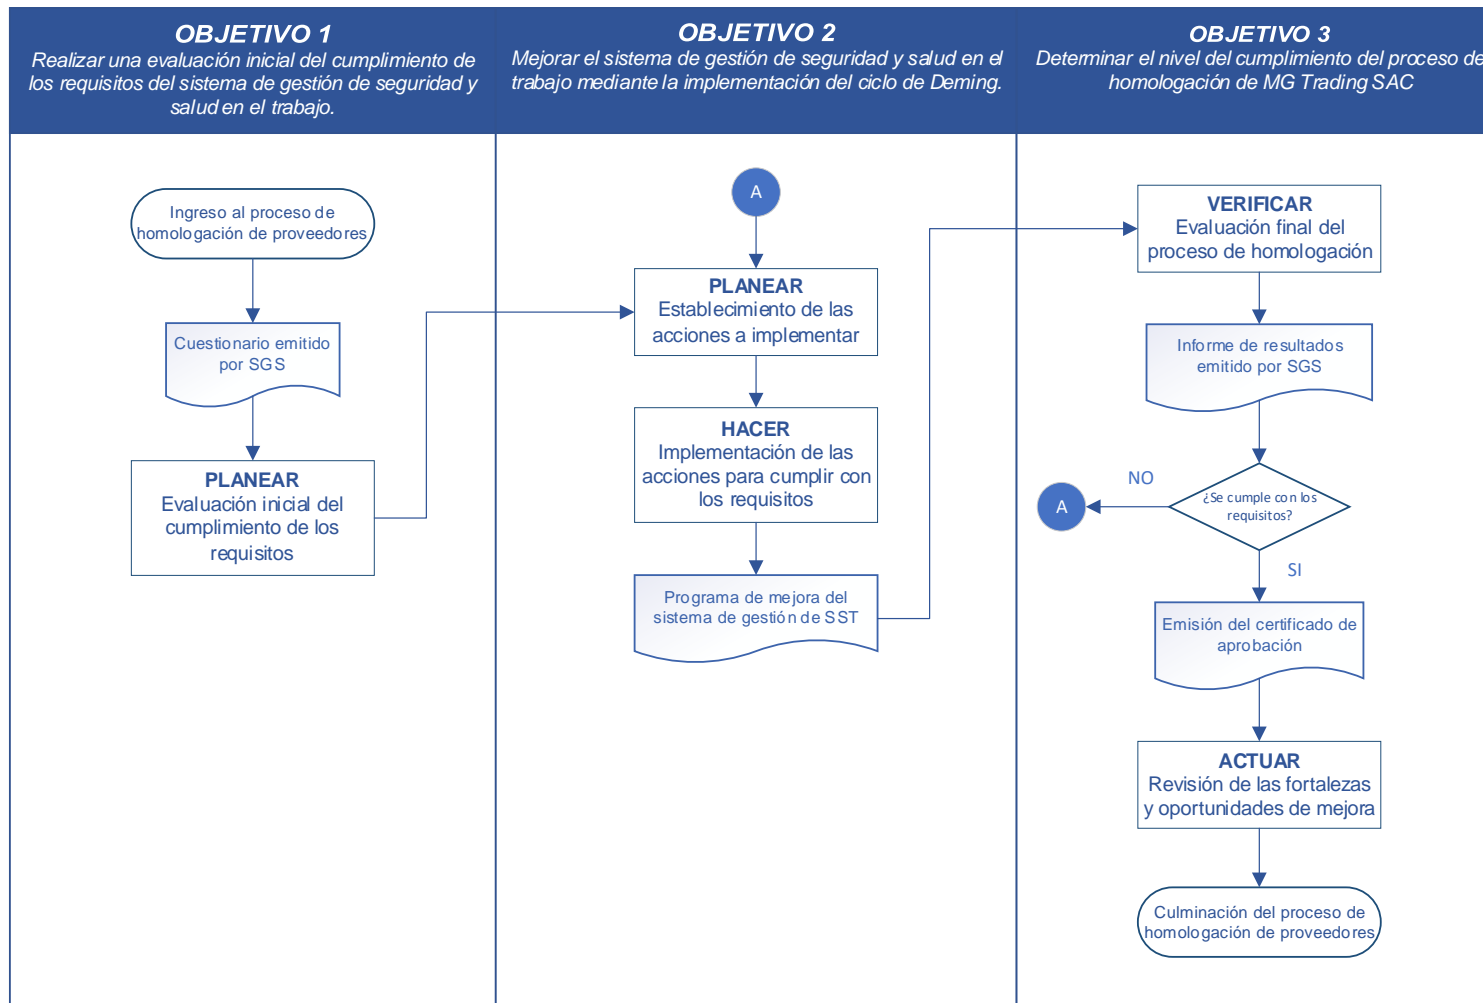 OBJETIVO 1
Realizar una evaluación inicial del cumplimiento de
los requisitos del sistema de gestión de seguridad y
salud en el trabajo.
Ingreso al proceso de
homologación de proveedores
Cuestionario emitido
por SGS
PLANEAR
Evaluación inicial del
cumplimiento de los
requisitos
OBJETIVO 2
Mejorar el sistema de gestión de seguridad y salud en el
trabajo mediante la implementación del ciclo de Deming.
A
PLANEAR
Establecimiento de las
acciones a implementar
HACER
Implementación de las
acciones para cumplir con
los requisitos
Programa de mejora del
sistema de gestión de SST
OBJETIVO 3
Determinar el nivel del cumplimiento del proceso de
homologación de MG Trading SAC
VERIFICAR
Evaluación final del
proceso de homologación
Informe de resultados
emitido por SGS
¿Se cumple con los
requisitos?
NO
A
SI
Emisión del certificado de
aprobación
ACTUAR
Revisión de las fortalezas
y oportunidades de mejora
Culminación del proceso de
homologación de proveedores